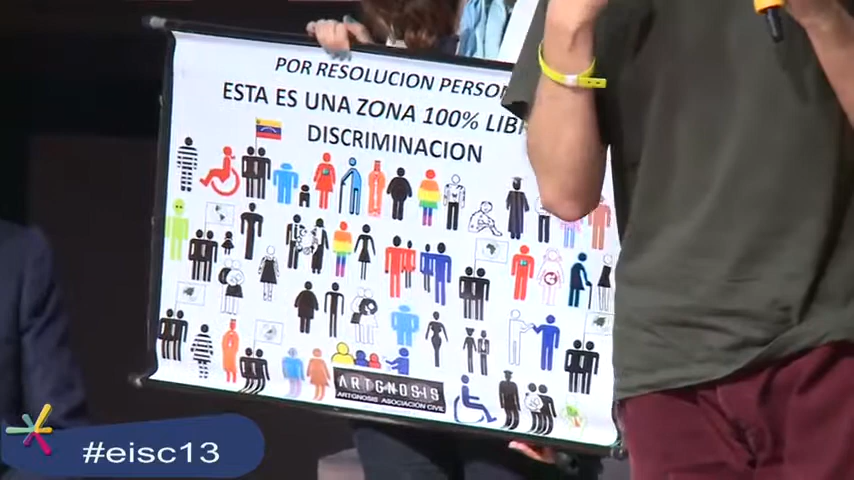 POR RESOLUCION PERSON
ESTA ES UNA ZONA 100% LIB
DISCRIMINACION
ARTGNOSIS
ARTGNOSIS ASOCIACIÓN CIVIL
#eisc13